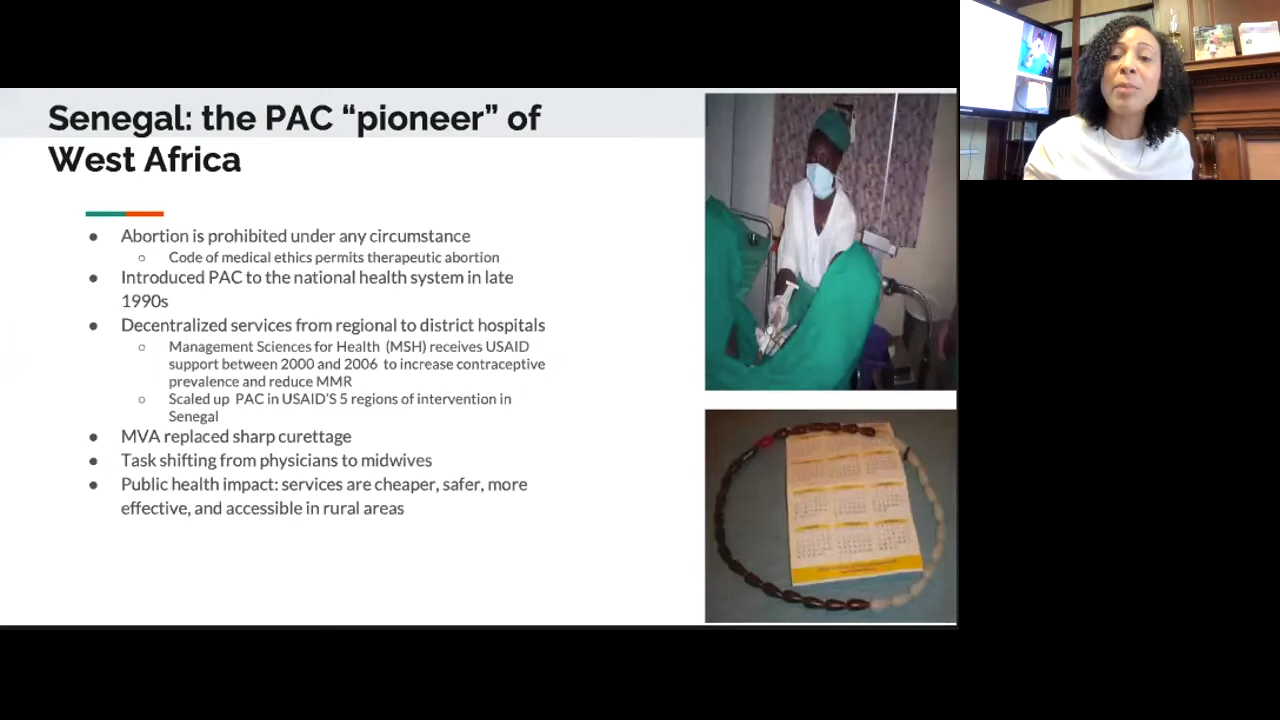 Senegal: the PAC “pioneer” of
West Africa
● Abortion is prohibited under any circumstance
○ Code of medical ethics permits therapeutic abortion
● Introduced PAC to the national health system in late
1990s
● Decentralized services from regional to district hospitals
○ Management Sciences for Health (MSH) receives USAID
support between 2000 and 2006 to increase contraceptive
prevalence and reduce MMR
○ Scaled up PAC in USAID'S 5 regions of intervention in
Senegal
● MVA replaced sharp curettage
● Task shifting from physicians to midwives
● Public health impact: services are cheaper, safer, more
effective, and accessible in rural areas